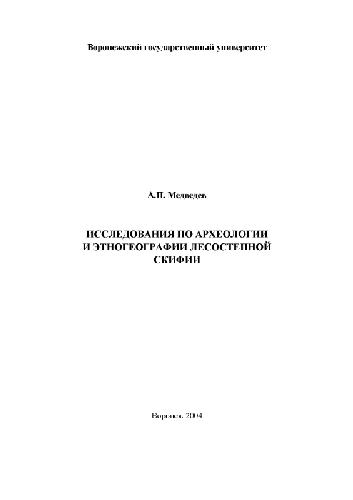 Воронежский государственный университет
А.П. Медведев
ИССЛЕДОВАНИЯ ПО АРХЕОЛОГИИ
И ЭТНОГЕОГРАФИИ ЛЕСОСТЕПНОЙ
СКИФИИ
Воронеж 2004